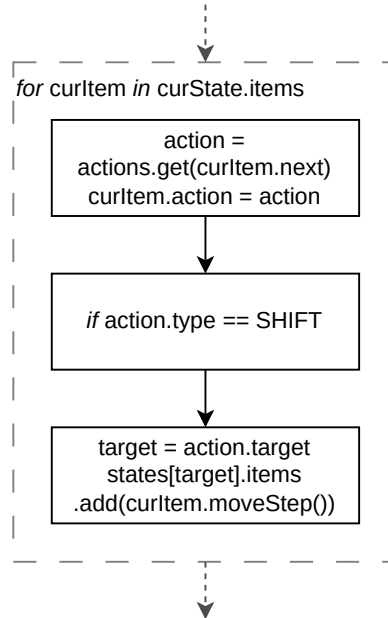 for curItem in curState.items
action =
actions.get(curItem.next)
curItem.action = action
if action.type == SHIFT
target = action.target
states[target].items
.add(curItem.moveStep())